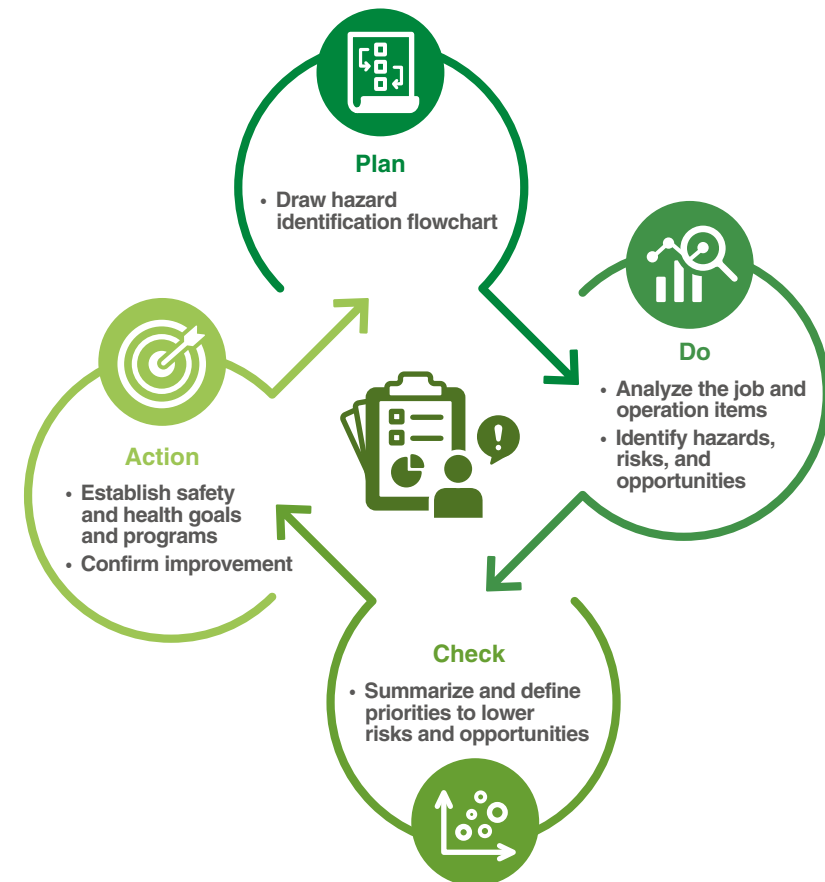 Plan
• Draw hazard
identification flowchart
Do
• Analyze the job and
operation items
• Identify hazards,
risks, and
opportunities
Check
• Summarize and define
priorities to lower
risks and opportunities
Action
• Establish safety
and health goals
and programs
• Confirm improvement